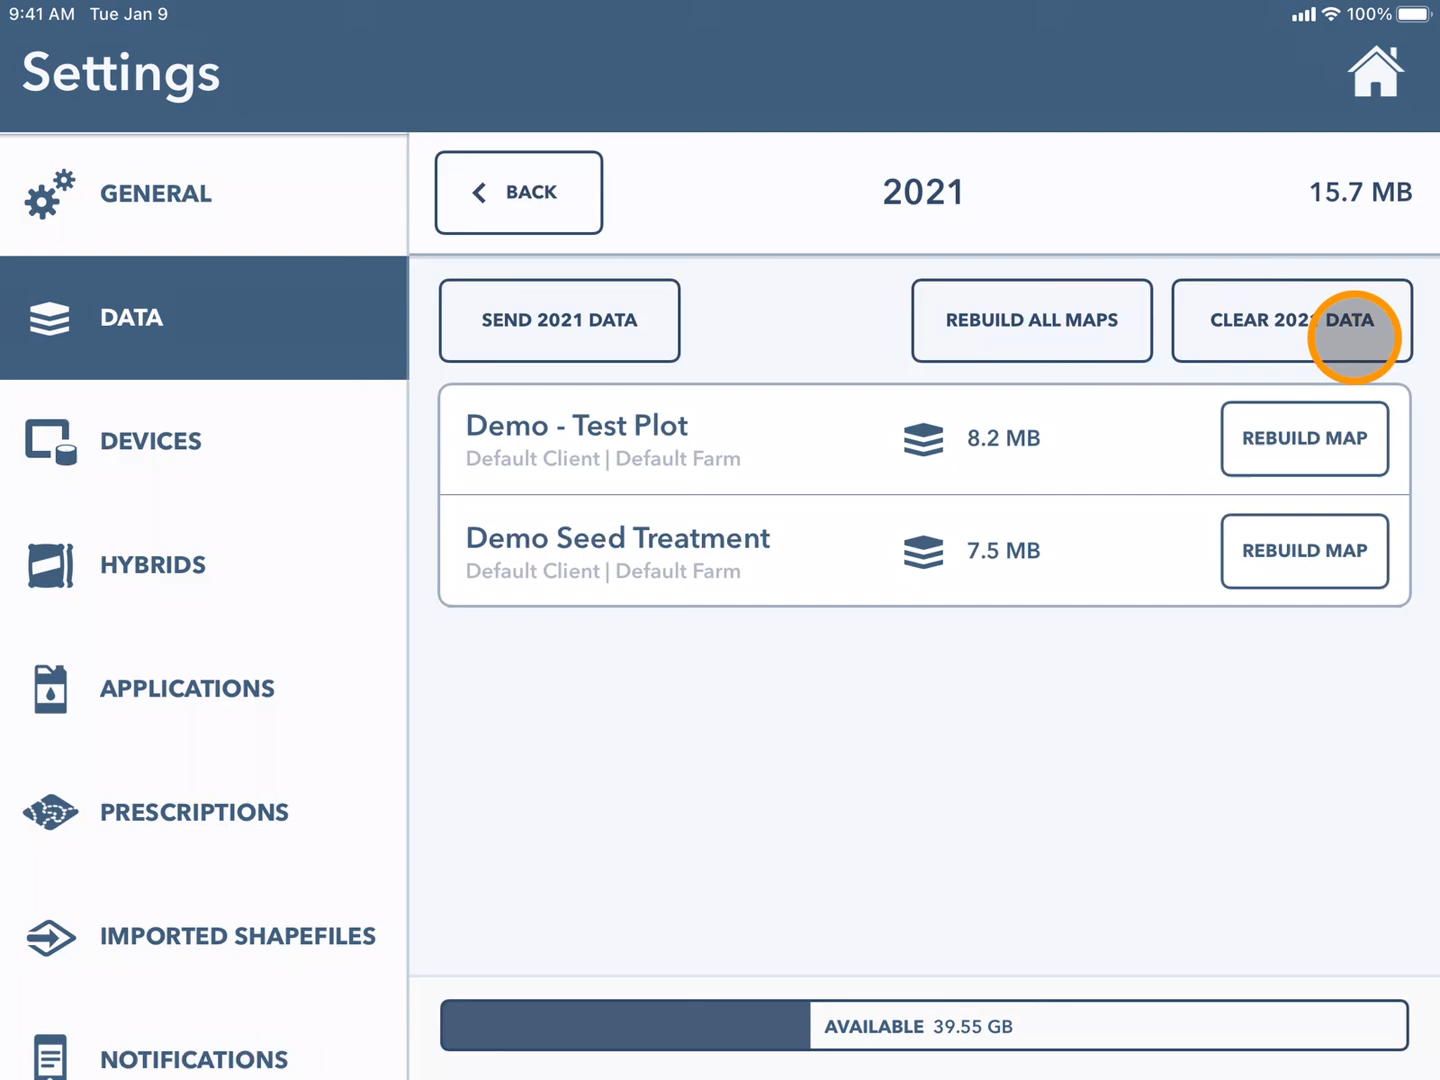 9:41 AM Tue Jan 9
100%
Settings
GENERAL
DATA
DEVICES
HYBRIDS
APPLICATIONS
PRESCRIPTIONS
IMPORTED SHAPEFILES
NOTIFICATIONS
BACK
2021
15.7 MB
SEND 2021 DATA
REBUILD ALL MAPS
CLEAR 2021 DATA
Demo - Test Plot
Default Client | Default Farm
8.2 MB
REBUILD MAP
Demo Seed Treatment
Default Client | Default Farm
7.5 MB
REBUILD MAP
AVAILABLE 39.55 GB